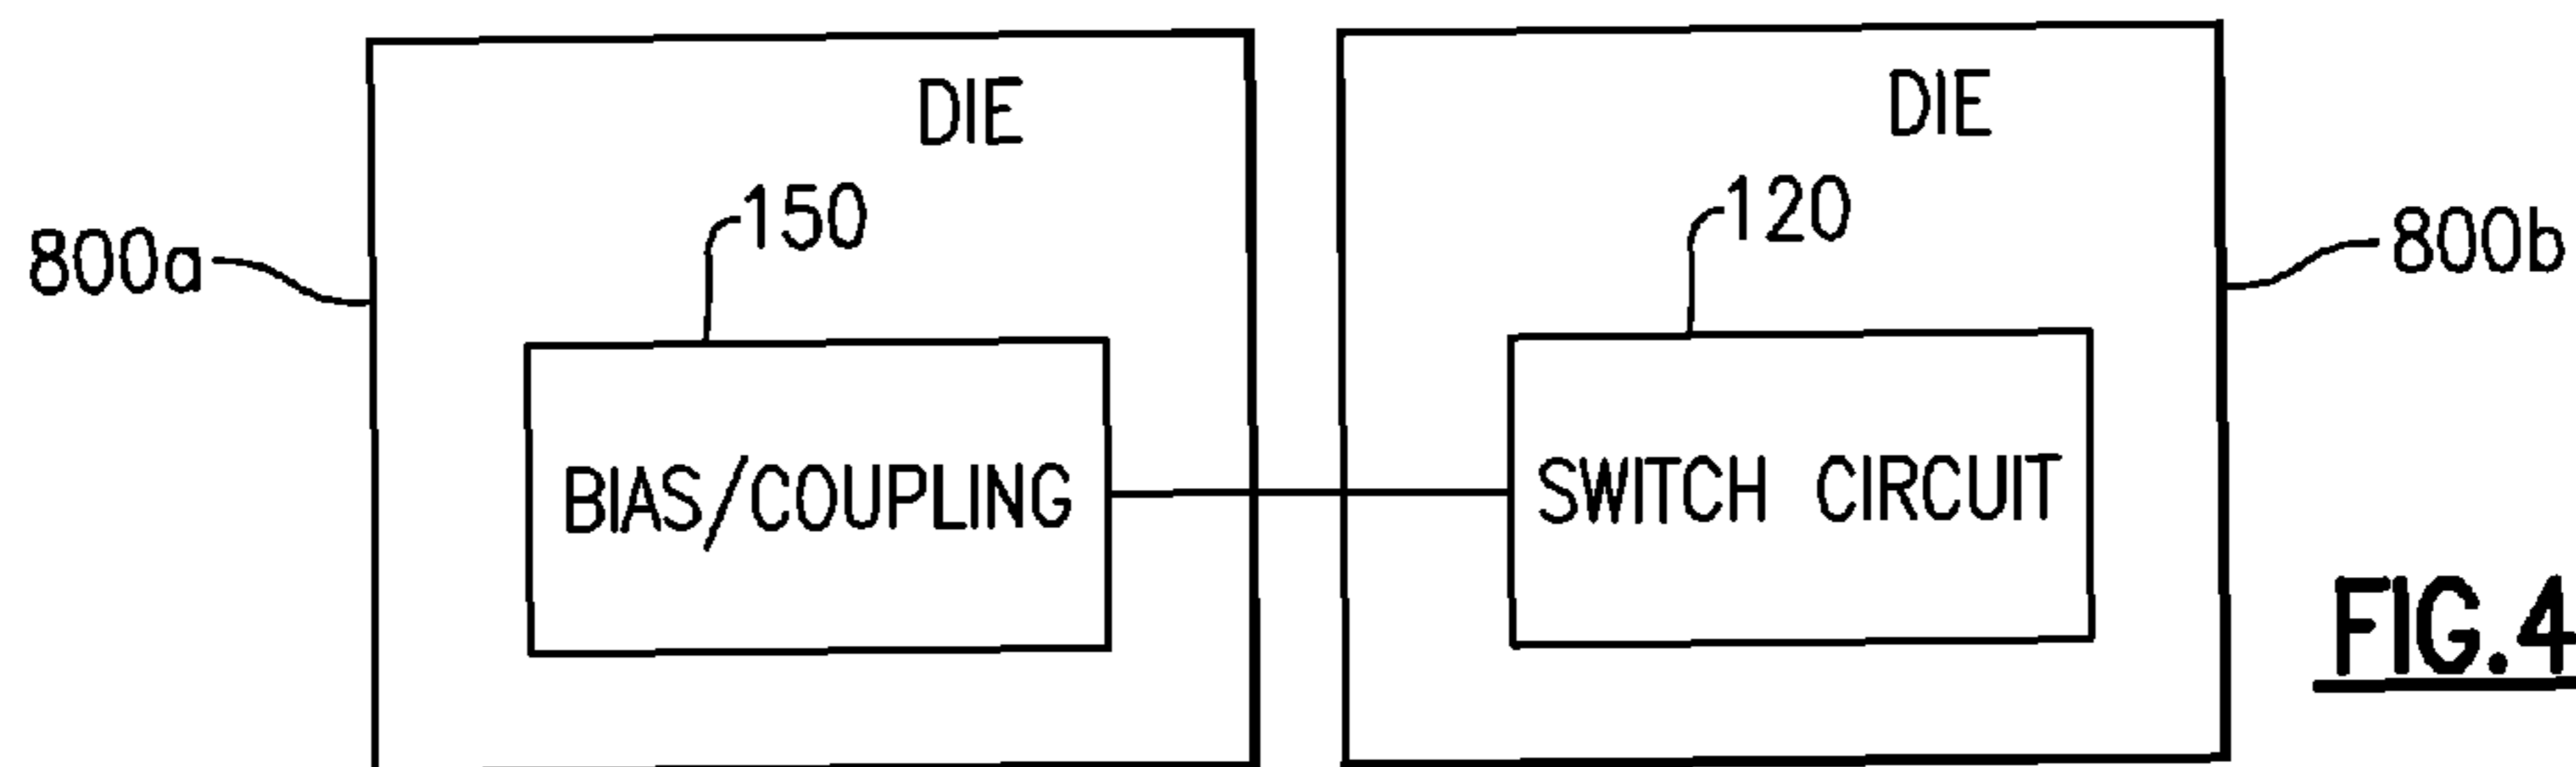 DIE
DIE
150
120
800a
800b
BIAS/COUPLING
SWITCH CIRCUIT
FIG.4